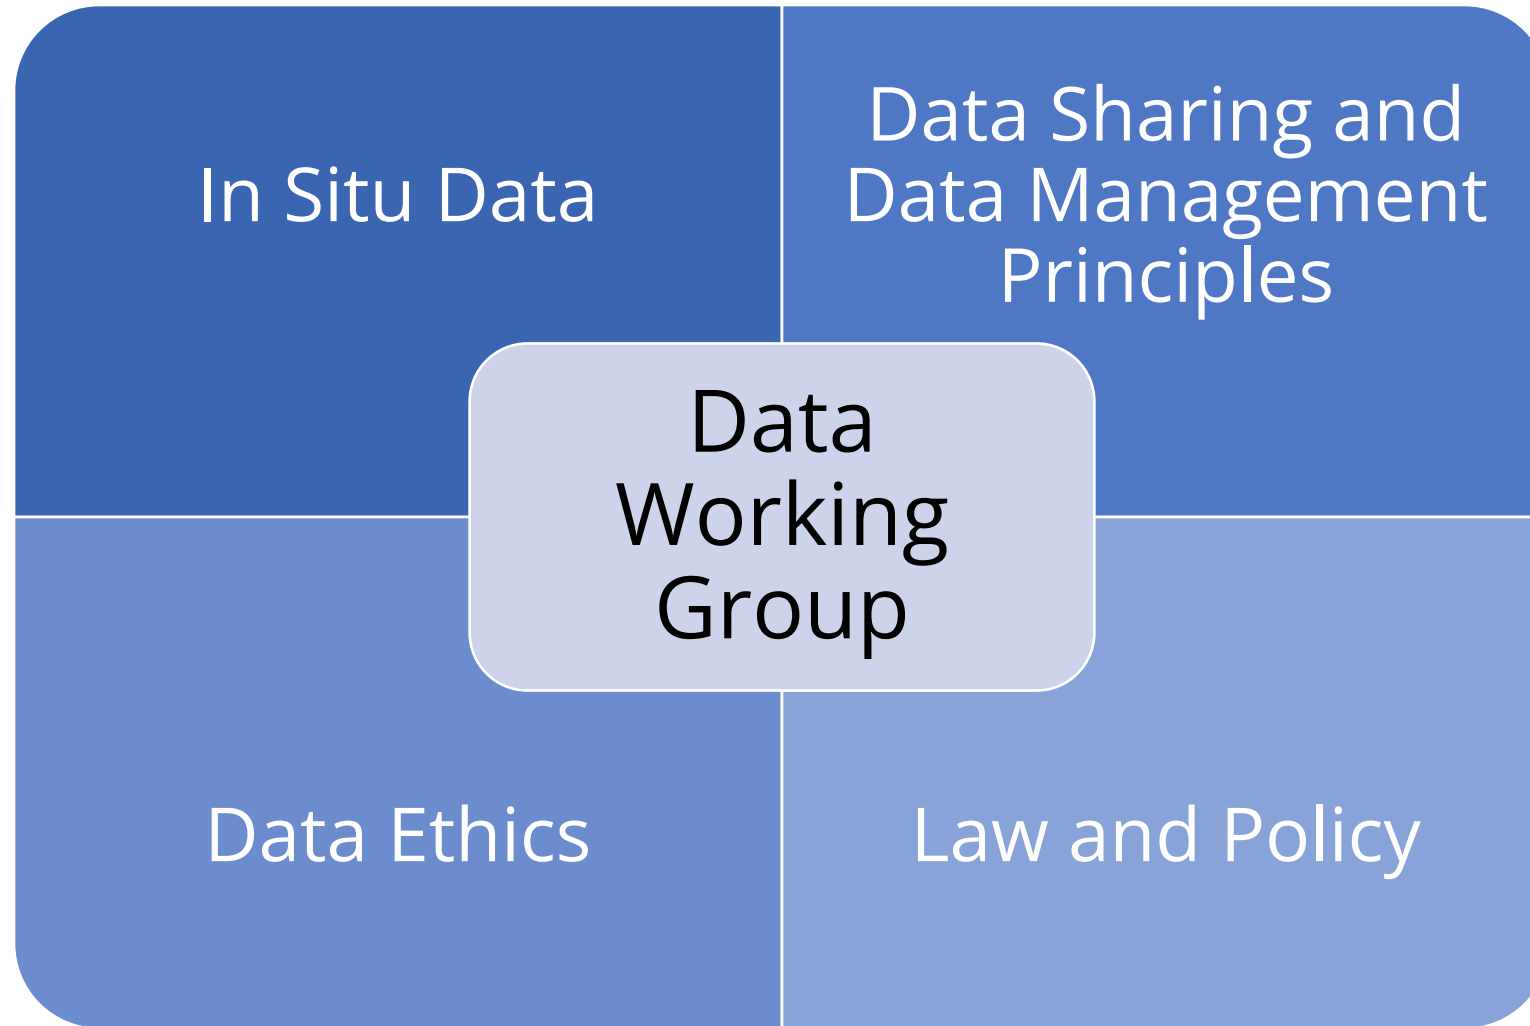 In Situ Data
Data Sharing and
Data Management
Principles
Data
Working
Group
Data Ethics
Law and Policy